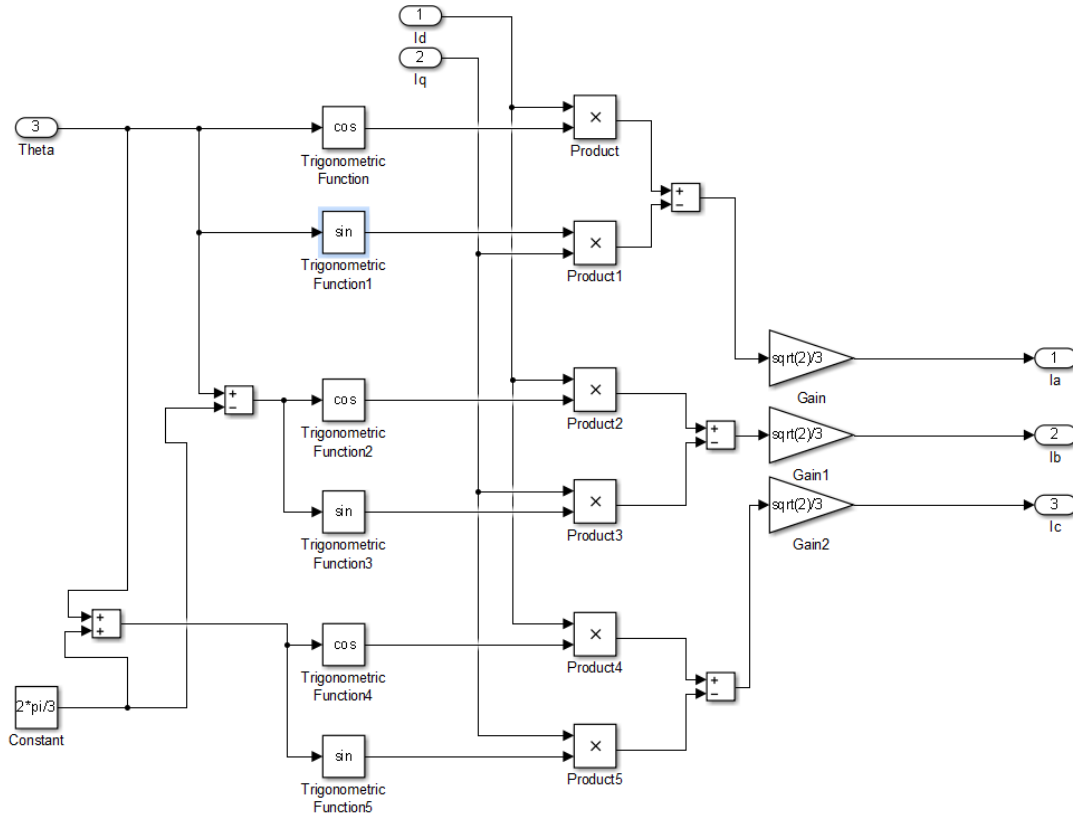 1
Id
2
Iq
3
Theta
cos
Trigonometric
Function
×
Product
+
−
sin
Trigonometric
Function1
×
Product1
sqrt(2)/3
Gain
1
Ia
+
−
cos
Trigonometric
Function2
×
Product2
+
−
sqrt(2)/3
Gain1
2
Ib
sin
Trigonometric
Function3
×
Product3
sqrt(2)/3
Gain2
3
Ic
+
+
cos
Trigonometric
Function4
×
Product4
+
−
2*pi/3
Constant
sin
Trigonometric
Function5
×
Product5